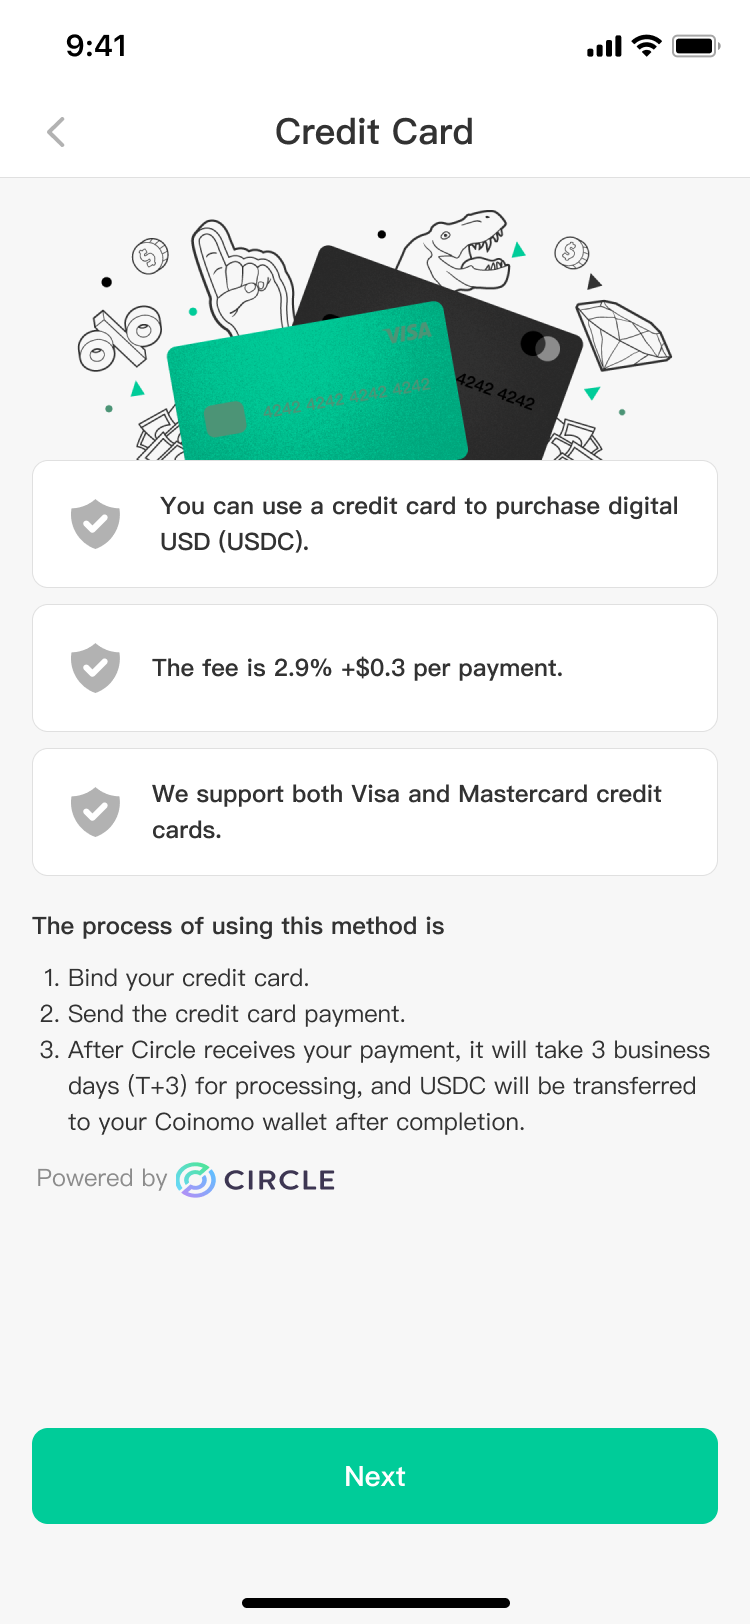 9:41
Credit Card
VISA
4242 4242 4242 4242
4242 4242
You can use a credit card to purchase digital
USD (USDC).
The fee is 2.9% +$0.3 per payment.
We support both Visa and Mastercard credit
cards.
The process of using this method is
1. Bind your credit card.
2. Send the credit card payment.
3. After Circle receives your payment, it will take 3 business
days (T+3) for processing, and USDC will be transferred
to your Coinomo wallet after completion.
Powered by CIRCLE
Next